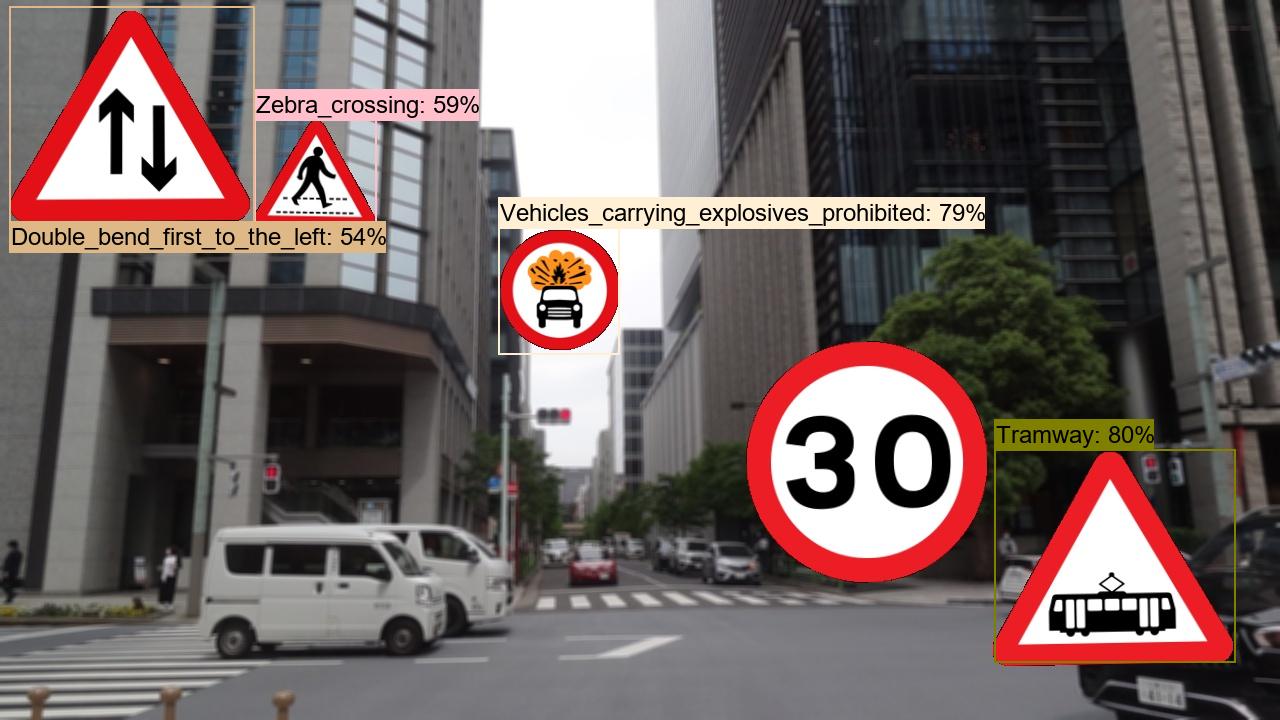 Zebra_crossing: 59%
Double_bend_first_to_the_left: 54%
Vehicles_carrying_explosives_prohibited: 79%
30
Tramway: 80%